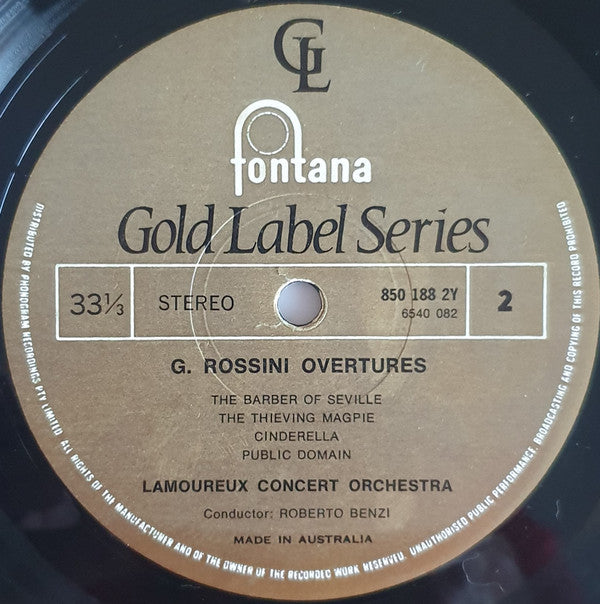 GL
fontana
Gold Label Series
33⅓
STEREO
850 188 2Y
6540 082
2
G. ROSSINI OVERTURES
THE BARBER OF SEVILLE
THE THIEVING MAGPIE
CINDERELLA
PUBLIC DOMAIN
LAMOUREUX CONCERT ORCHESTRA
Conductor: ROBERTO BENZI
MADE IN AUSTRALIA
DISTRIBUTED BY PHONOGRAM RECORDINGS PTY LIMITED. ALL RIGHTS OF THE MANUFACTURER AND OF THE OWNER OF THE RECORDED WORK RESERVED. UNAUTHORISED PUBLIC PERFORMANCE, BROADCASTING AND COPYING OF THIS RECORD PROHIBITED.